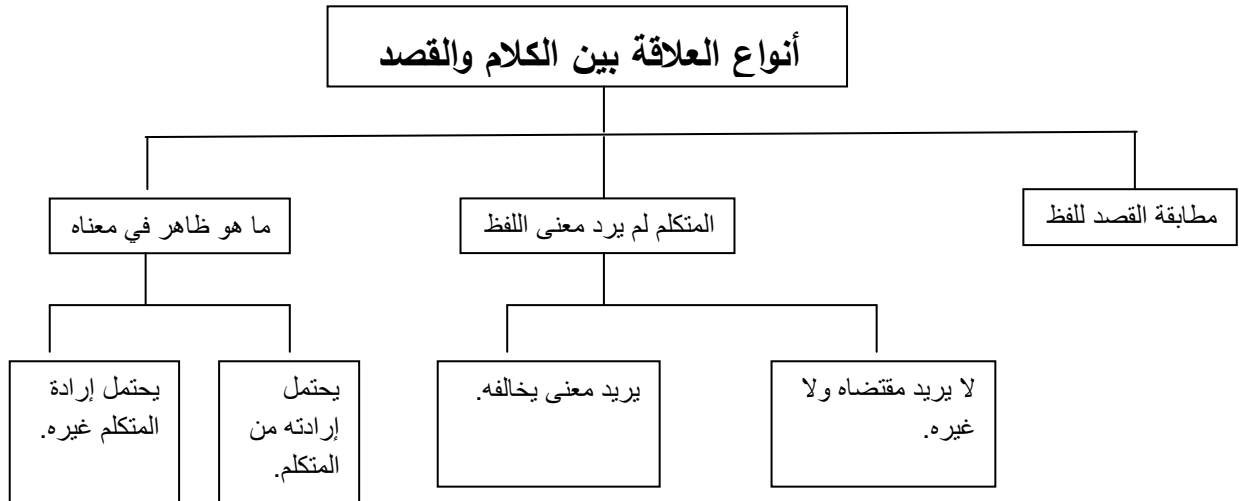 أنواع العلاقة بين الكلام والقصد
مطابقة القصد للفظ
المتكلم لم يرد معنى اللفظ
ما هو ظاهر في معناه
لا يريد مقتضاه ولا
غيره.
يريد معنى يخالفه.
يحتمل
إرادته من
المتكلم.
يحتمل إرادة
المتكلم غيره.